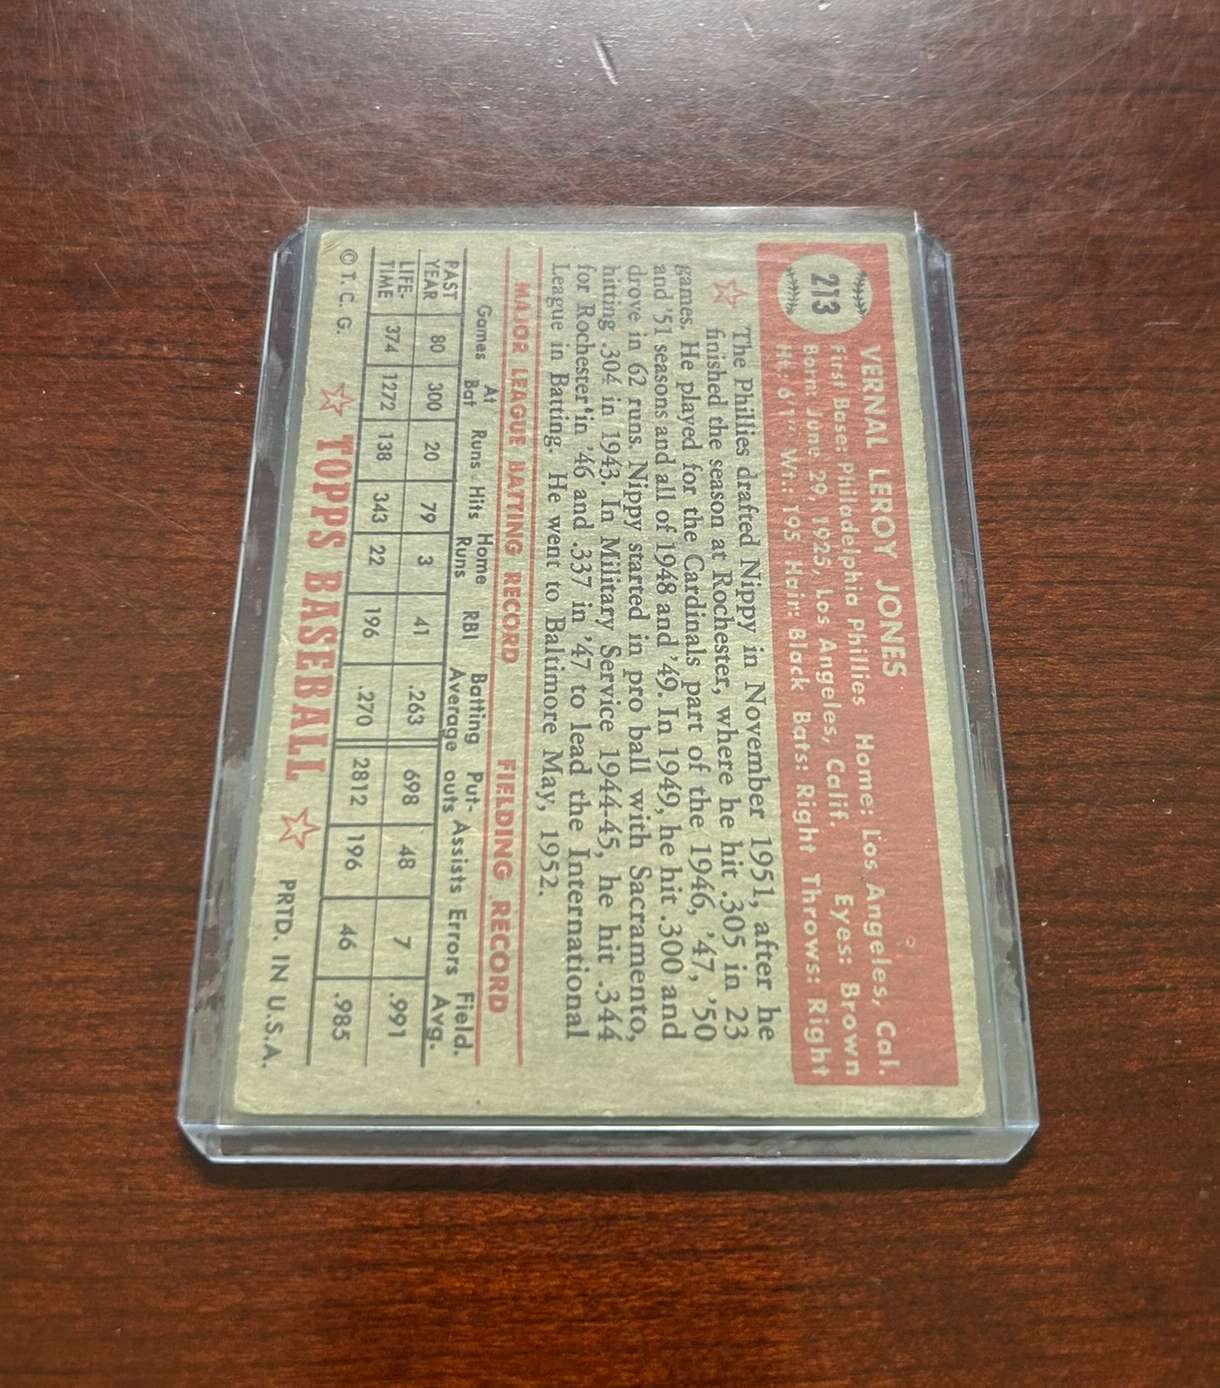 213
VERNAL LEROY JONES
First Base: Philadelphia Phillies Home: Los Angeles, Cal.
Born: June 29, 1925, Los Angeles, Calif. Eyes: Brown
Ht.: 6'1" Wt.: 195 Hair: Black Bats: Right Throws: Right
The Phillies drafted Nippy in November 1951, after he
finished the season at Rochester, where he hit .305 in 23
games. He played for the Cardinals part of the 1946, '47, '50
and '51 seasons and all of 1948 and '49. In 1949, he hit .300 and
drove in 62 runs. Nippy started in pro ball with Sacramento,
hitting .304 in 1943. In Military Service 1944-45, he hit .344
for Rochester in '46 and .337 in '47 to lead the International
League in Batting. He went to Baltimore May, 1952.
MAJOR LEAGUE BATTING RECORD FIELDING RECORD
Games At Bat Runs Hits Home Runs RBI Batting Average Put-outs Assists Errors Field. Avg.
PAST YEAR 80 300 20 79 3 41 .263 698 48 7 .991
LIFE-TIME 374 1272 138 343 22 196 .270 2812 196 46 .985
© T. C. G. TOPPS BASEBALL PRTD. IN U.S.A.